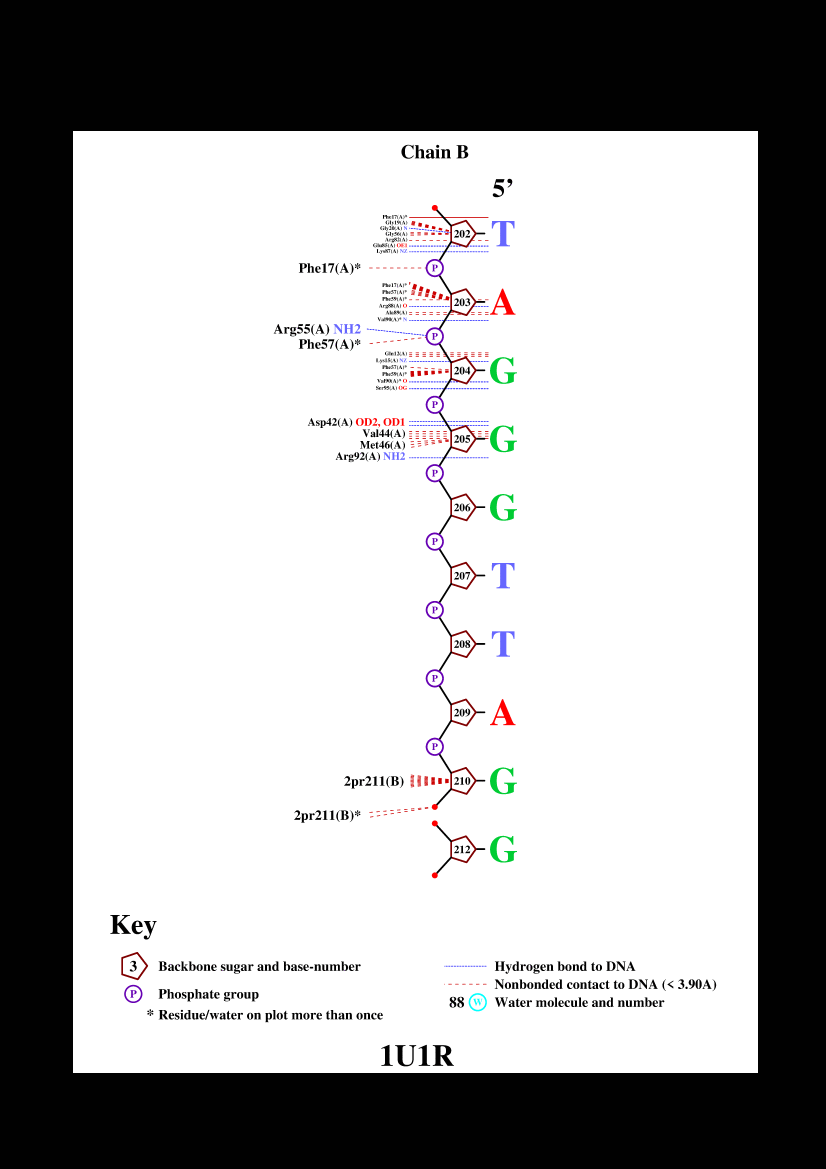 Chain B
5’
Phe17(A)*
Gly19(A)
Gly20(A) N
Gly56(A)
Arg82(A)
Glu85(A) OE1
Lys87(A) NZ
202 T
Phe17(A)* P
Phe17(A)*
Phe57(A)*
Phe59(A)*
Arg88(A) O
Ala89(A)
Val90(A)* N
203 A
Arg55(A) NH2 P
Phe57(A)*
Gln12(A)
Lys15(A) NZ
Phe57(A)*
Phe59(A)*
Val90(A)* O
Ser95(A) OG
204 G
P
Asp42(A) OD2, OD1
Val44(A)
Met46(A)
Arg92(A) NH2
205 G
P
206 G
P
207 T
P
208 T
P
209 A
P
2pr211(B) 210 G
2pr211(B)*
212 G
Key
3 Backbone sugar and base-number
P Phosphate group
* Residue/water on plot more than once
Hydrogen bond to DNA
Nonbonded contact to DNA (< 3.90A)
88 W Water molecule and number
1U1R